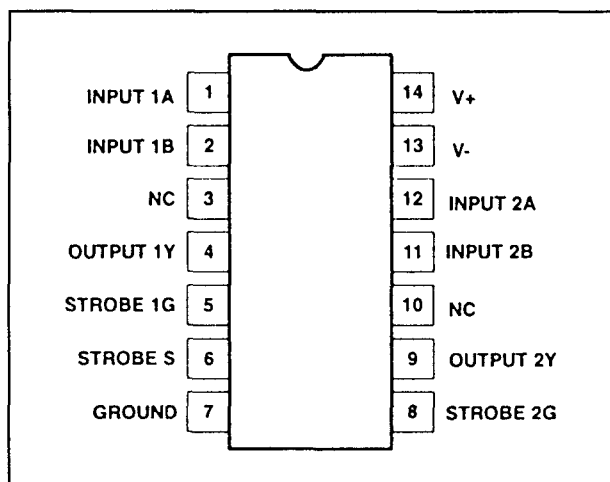 INPUT 1A 1 14 V+
INPUT 1B 2 13 V-
NC 3 12 INPUT 2A
OUTPUT 1Y 4 11 INPUT 2B
STROBE 1G 5 10 NC
STROBE S 6 9 OUTPUT 2Y
GROUND 7 8 STROBE 2G